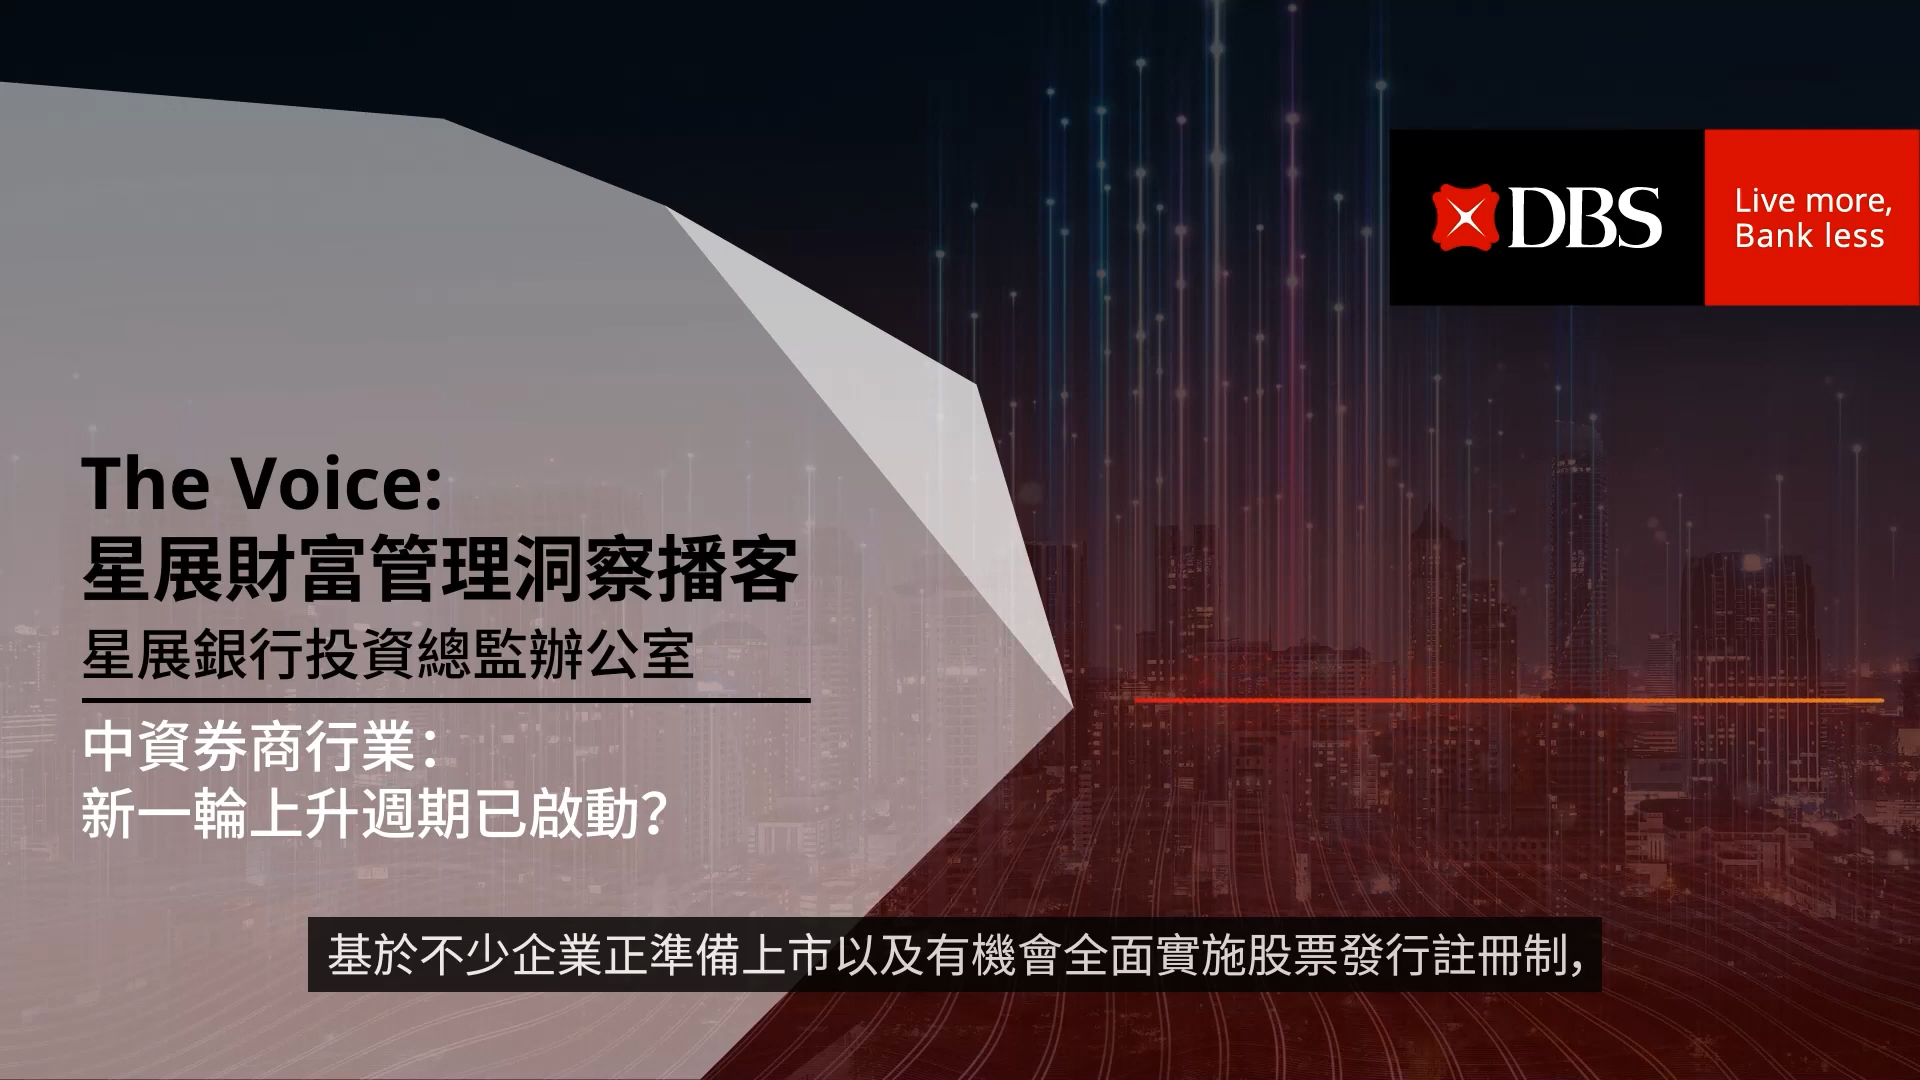 DBS
Live more,
Bank less
The Voice:
星展財富管理洞察播客
星展銀行投資總監辦公室
中資券商行業：
新一輪上升週期已啟動？
基於不少企業正準備上市以及有機會全面實施股票發行註冊制，